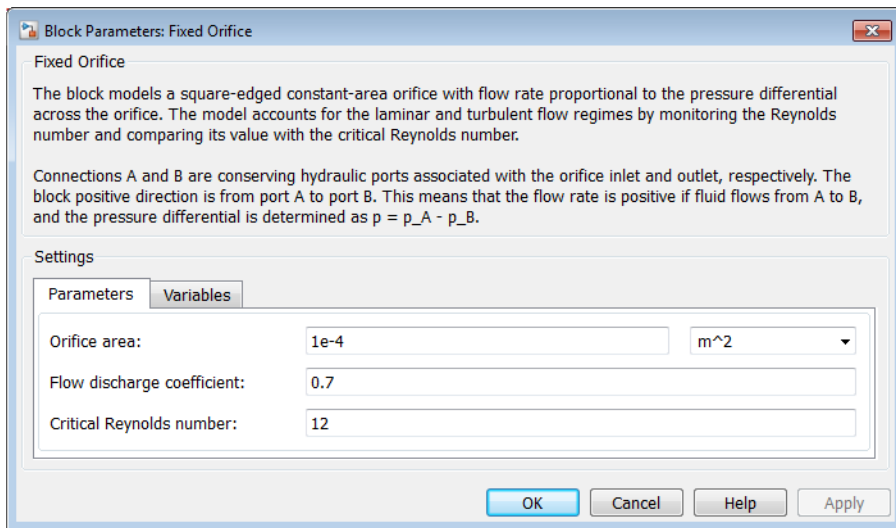 Block Parameters: Fixed Orifice
Fixed Orifice
The block models a square-edged constant-area orifice with flow rate proportional to the pressure differential
across the orifice. The model accounts for the laminar and turbulent flow regimes by monitoring the Reynolds
number and comparing its value with the critical Reynolds number.
Connections A and B are conserving hydraulic ports associated with the orifice inlet and outlet, respectively. The
block positive direction is from port A to port B. This means that the flow rate is positive if fluid flows from A to B,
and the pressure differential is determined as p = p_A - p_B.
Settings
Parameters Variables
Orifice area: 1e-4 m^2
Flow discharge coefficient: 0.7
Critical Reynolds number: 12
OK Cancel Help Apply